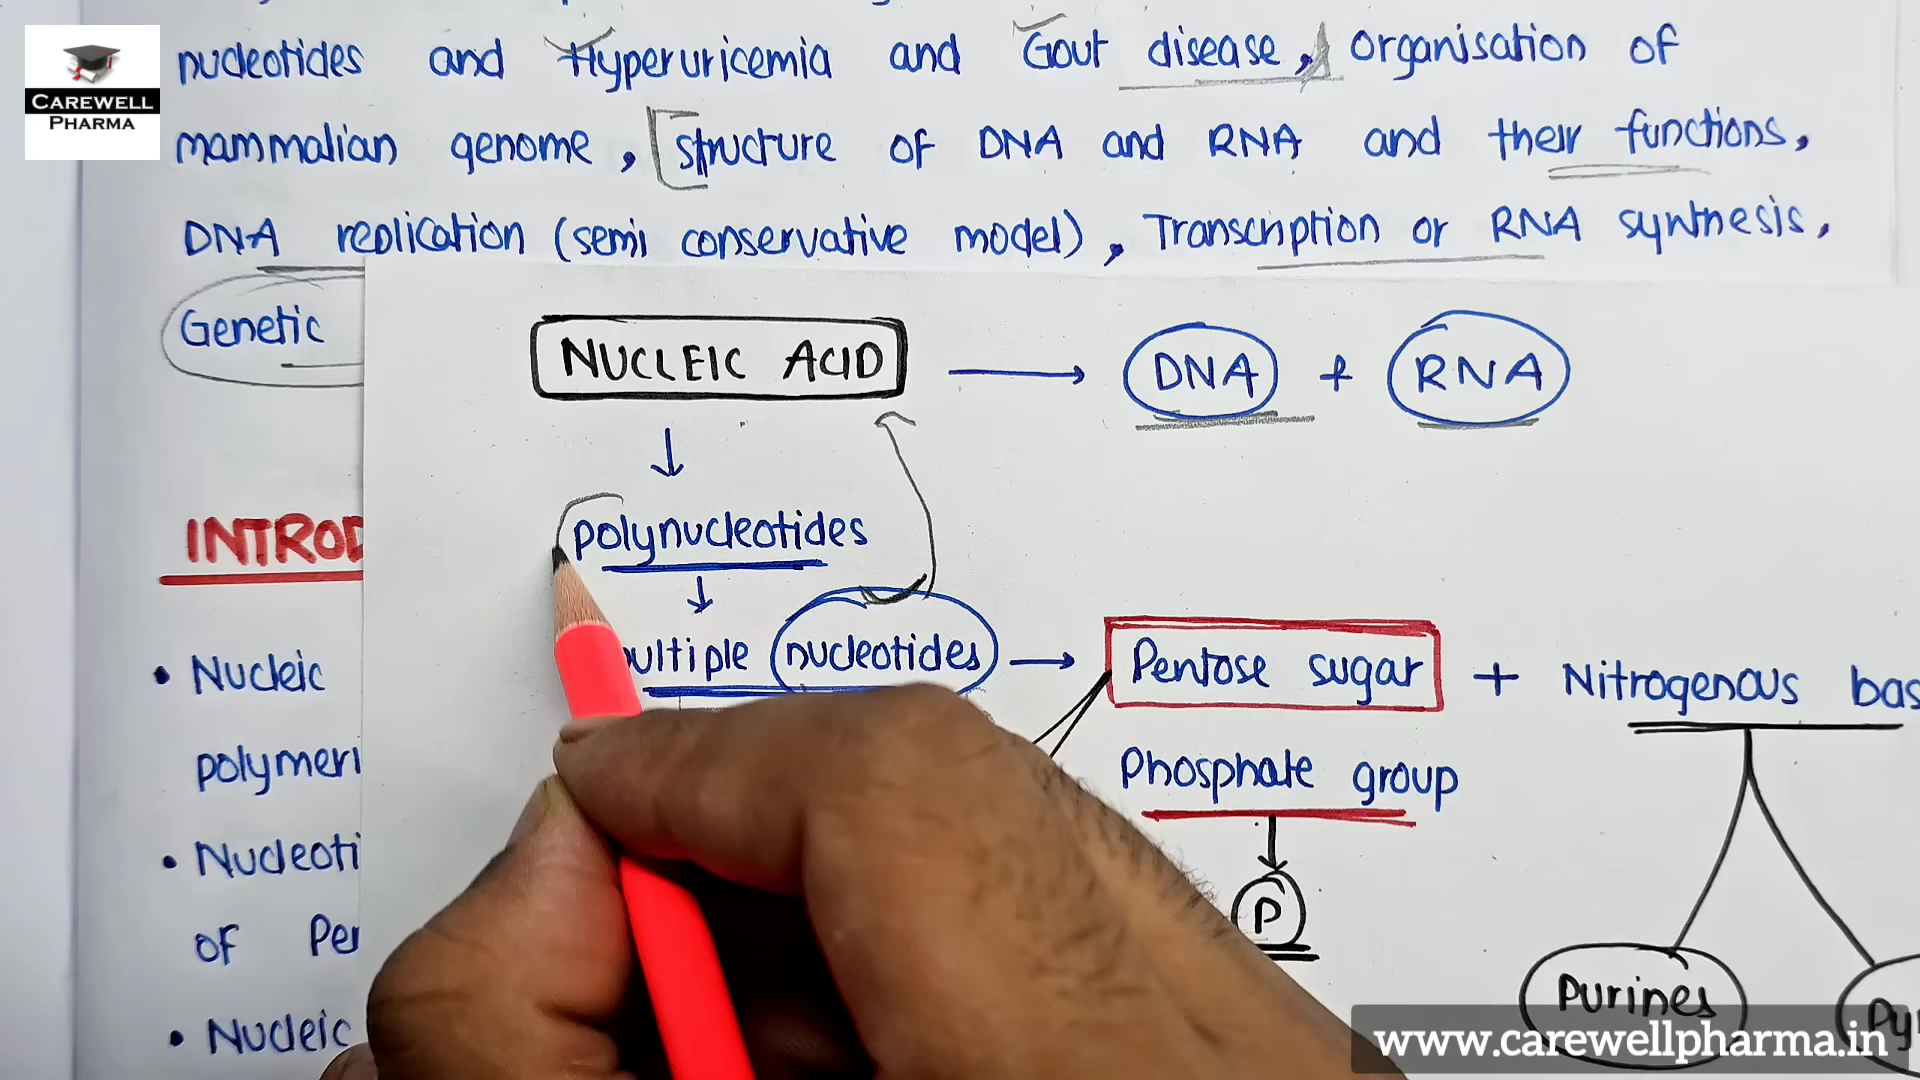 CAREWELL
PHARMA
nucleotides and Hyperuricemia and Gout disease, organisation of
mammalian genome, structure of DNA and RNA and their functions,
DNA replication (semi conservative model), Transcription or RNA synthesis,
Genetic
NUCLEIC ACID → DNA + RNA
↓
polynucleotides
↓
nucleotides → Pentose sugar + Nitrogenous bas
Phosphate group
P
Purines
INTROD
• Nucleic
polymeri
• Nucleoti
of Pen
• Nucleic
www.carewellpharma.in